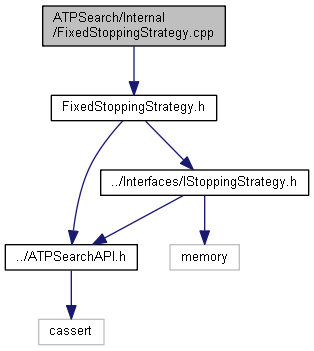 ATPSearch/Internal
/FixedStoppingStrategy.cpp
FixedStoppingStrategy.h
../Interfaces/IStoppingStrategy.h
../ATPSearchAPI.h
memory
cassert